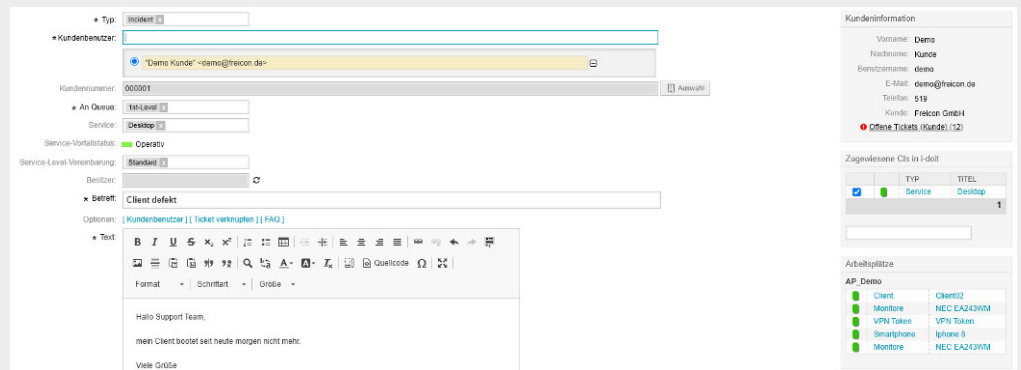 ★ Typ: Incident x
★ Kundenbenutzer:
"Demo Kunde" <demo@freicon.de>
Kundennummer: 000001 Auswahl
★ An Queue: 1st-Level x
Service: Desktop x
Service-Vorfallstatus: Operativ
Service-Level-Vereinbarung: Standard x
Besitzer:
★ Betreff: Client defekt
Optionen: [ Kundenbenutzer ] [ Ticket verknüpfen ] [ FAQ ]
★ Text:
B I U S x₂ x²
Quellcode Ω
Format Schriftart Größe
Hallo Support Team,
mein Client bootet seit heute morgen nicht mehr.
Viele Grüße
Kundeninformation
Vorname: Demo
Nachname: Kunde
Benutzername: demo
E-Mail: demo@freicon.de
Telefon: 519
Kunde: Freicon GmbH
Offene Tickets (Kunde) (12)
Zugewiesene CIs in i-doit
TYP TITEL
Service Desktop
1
Arbeitsplätze
AP_Demo
Client Client02
Monitore NEC EA243WM
VPN Token VPN Token
Smartphone Iphone 8
Monitore NEC EA243WM